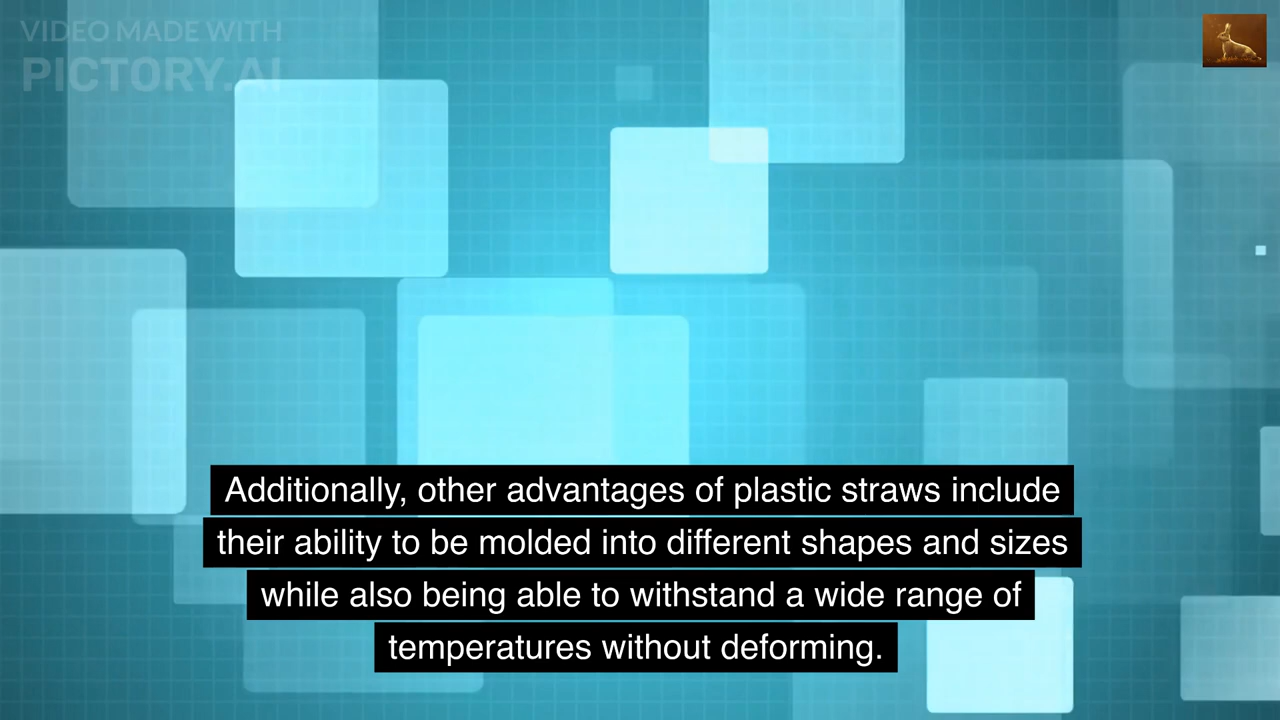 VIDEO MADE WITH
PICTORY.AI
Additionally, other advantages of plastic straws include
their ability to be molded into different shapes and sizes
while also being able to withstand a wide range of
temperatures without deforming.